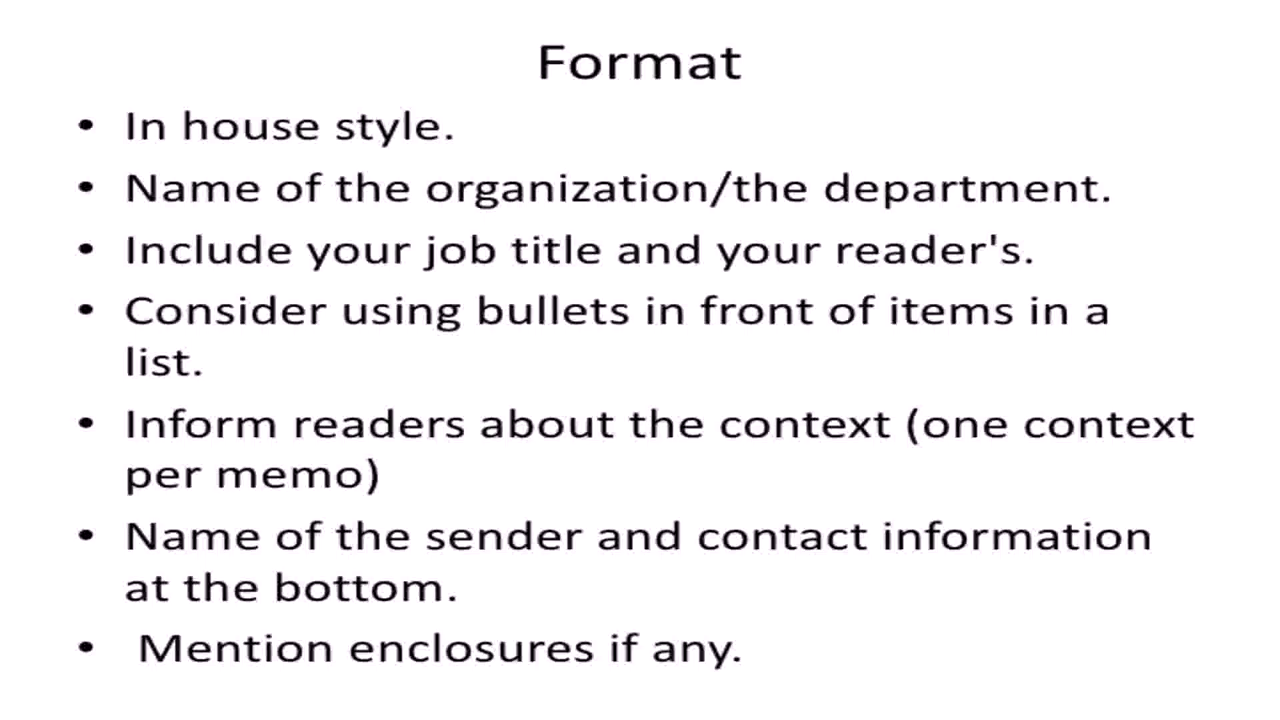 Format
• In house style.
• Name of the organization/the department.
• Include your job title and your reader's.
• Consider using bullets in front of items in a
list.
• Inform readers about the context (one context
per memo)
• Name of the sender and contact information
at the bottom.
• Mention enclosures if any.